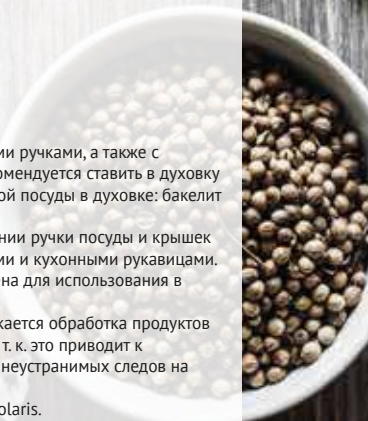 ми ручками, а также с
омендуется ставить в духовку
ой посуды в духовке: бакелит
нии ручки посуды и крышек
ми и кухонными рукавицами.
на для использования в
кается обработка продуктов
т. к. это приводит к
неустранимых следов на
olaris.